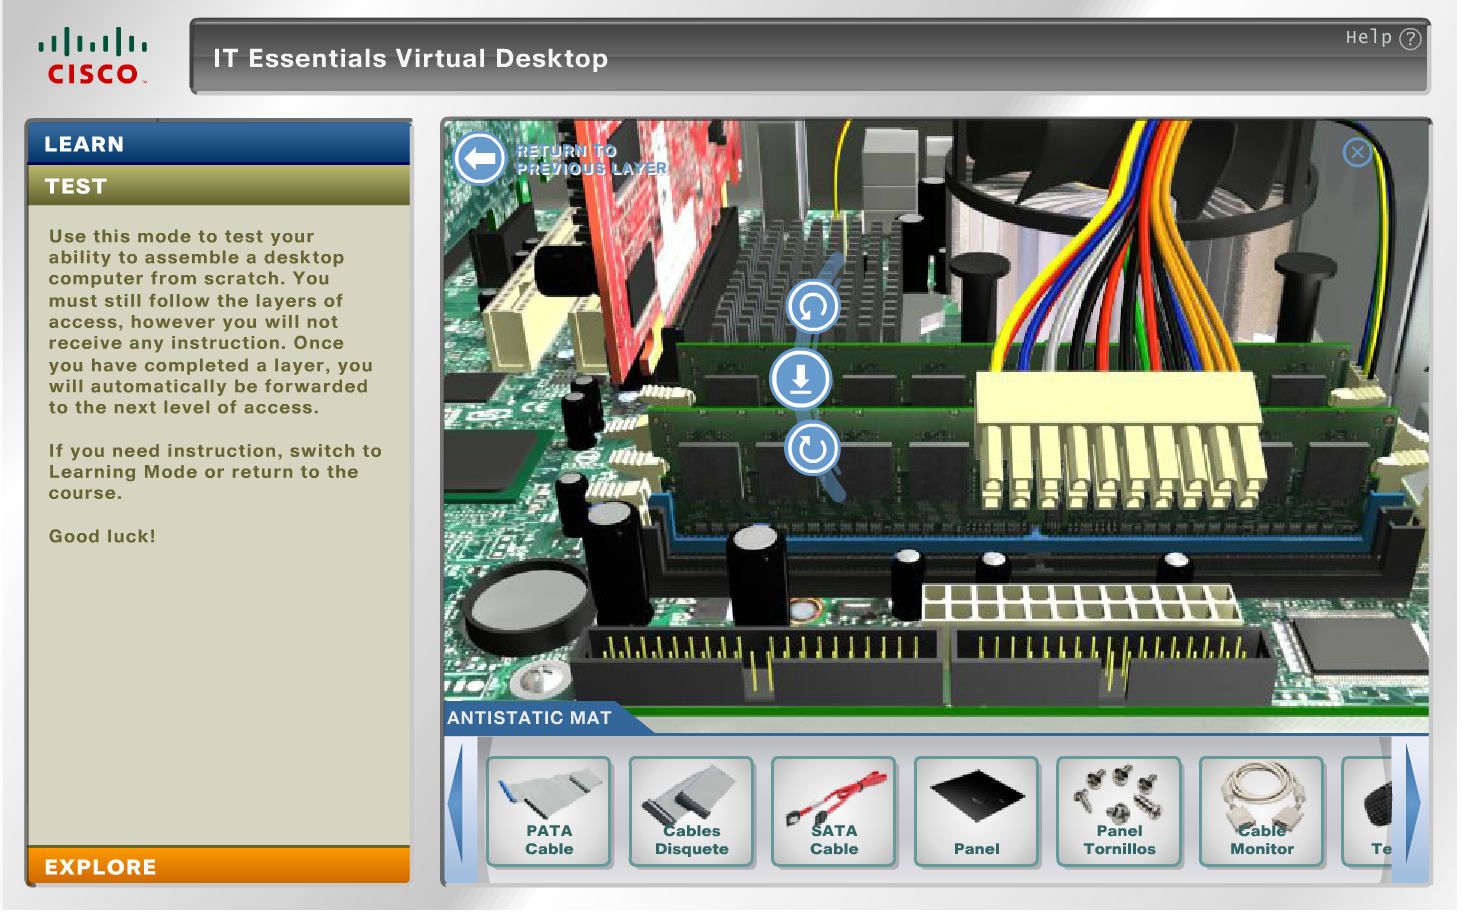 CISCO
IT Essentials Virtual Desktop
Help ?
LEARN
TEST
Use this mode to test your
ability to assemble a desktop
computer from scratch. You
must still follow the layers of
access, however you will not
receive any instruction. Once
you have completed a layer, you
will automatically be forwarded
to the next level of access.
If you need instruction, switch to
Learning Mode or return to the
course.
Good luck!
EXPLORE
RETURN TO
PREVIOUS LAYER
CE
ANTISTATIC MAT
PATA
Cable
Cables
Disquete
SATA
Cable
Panel
Panel
Tornillos
Cable
Monitor
Te